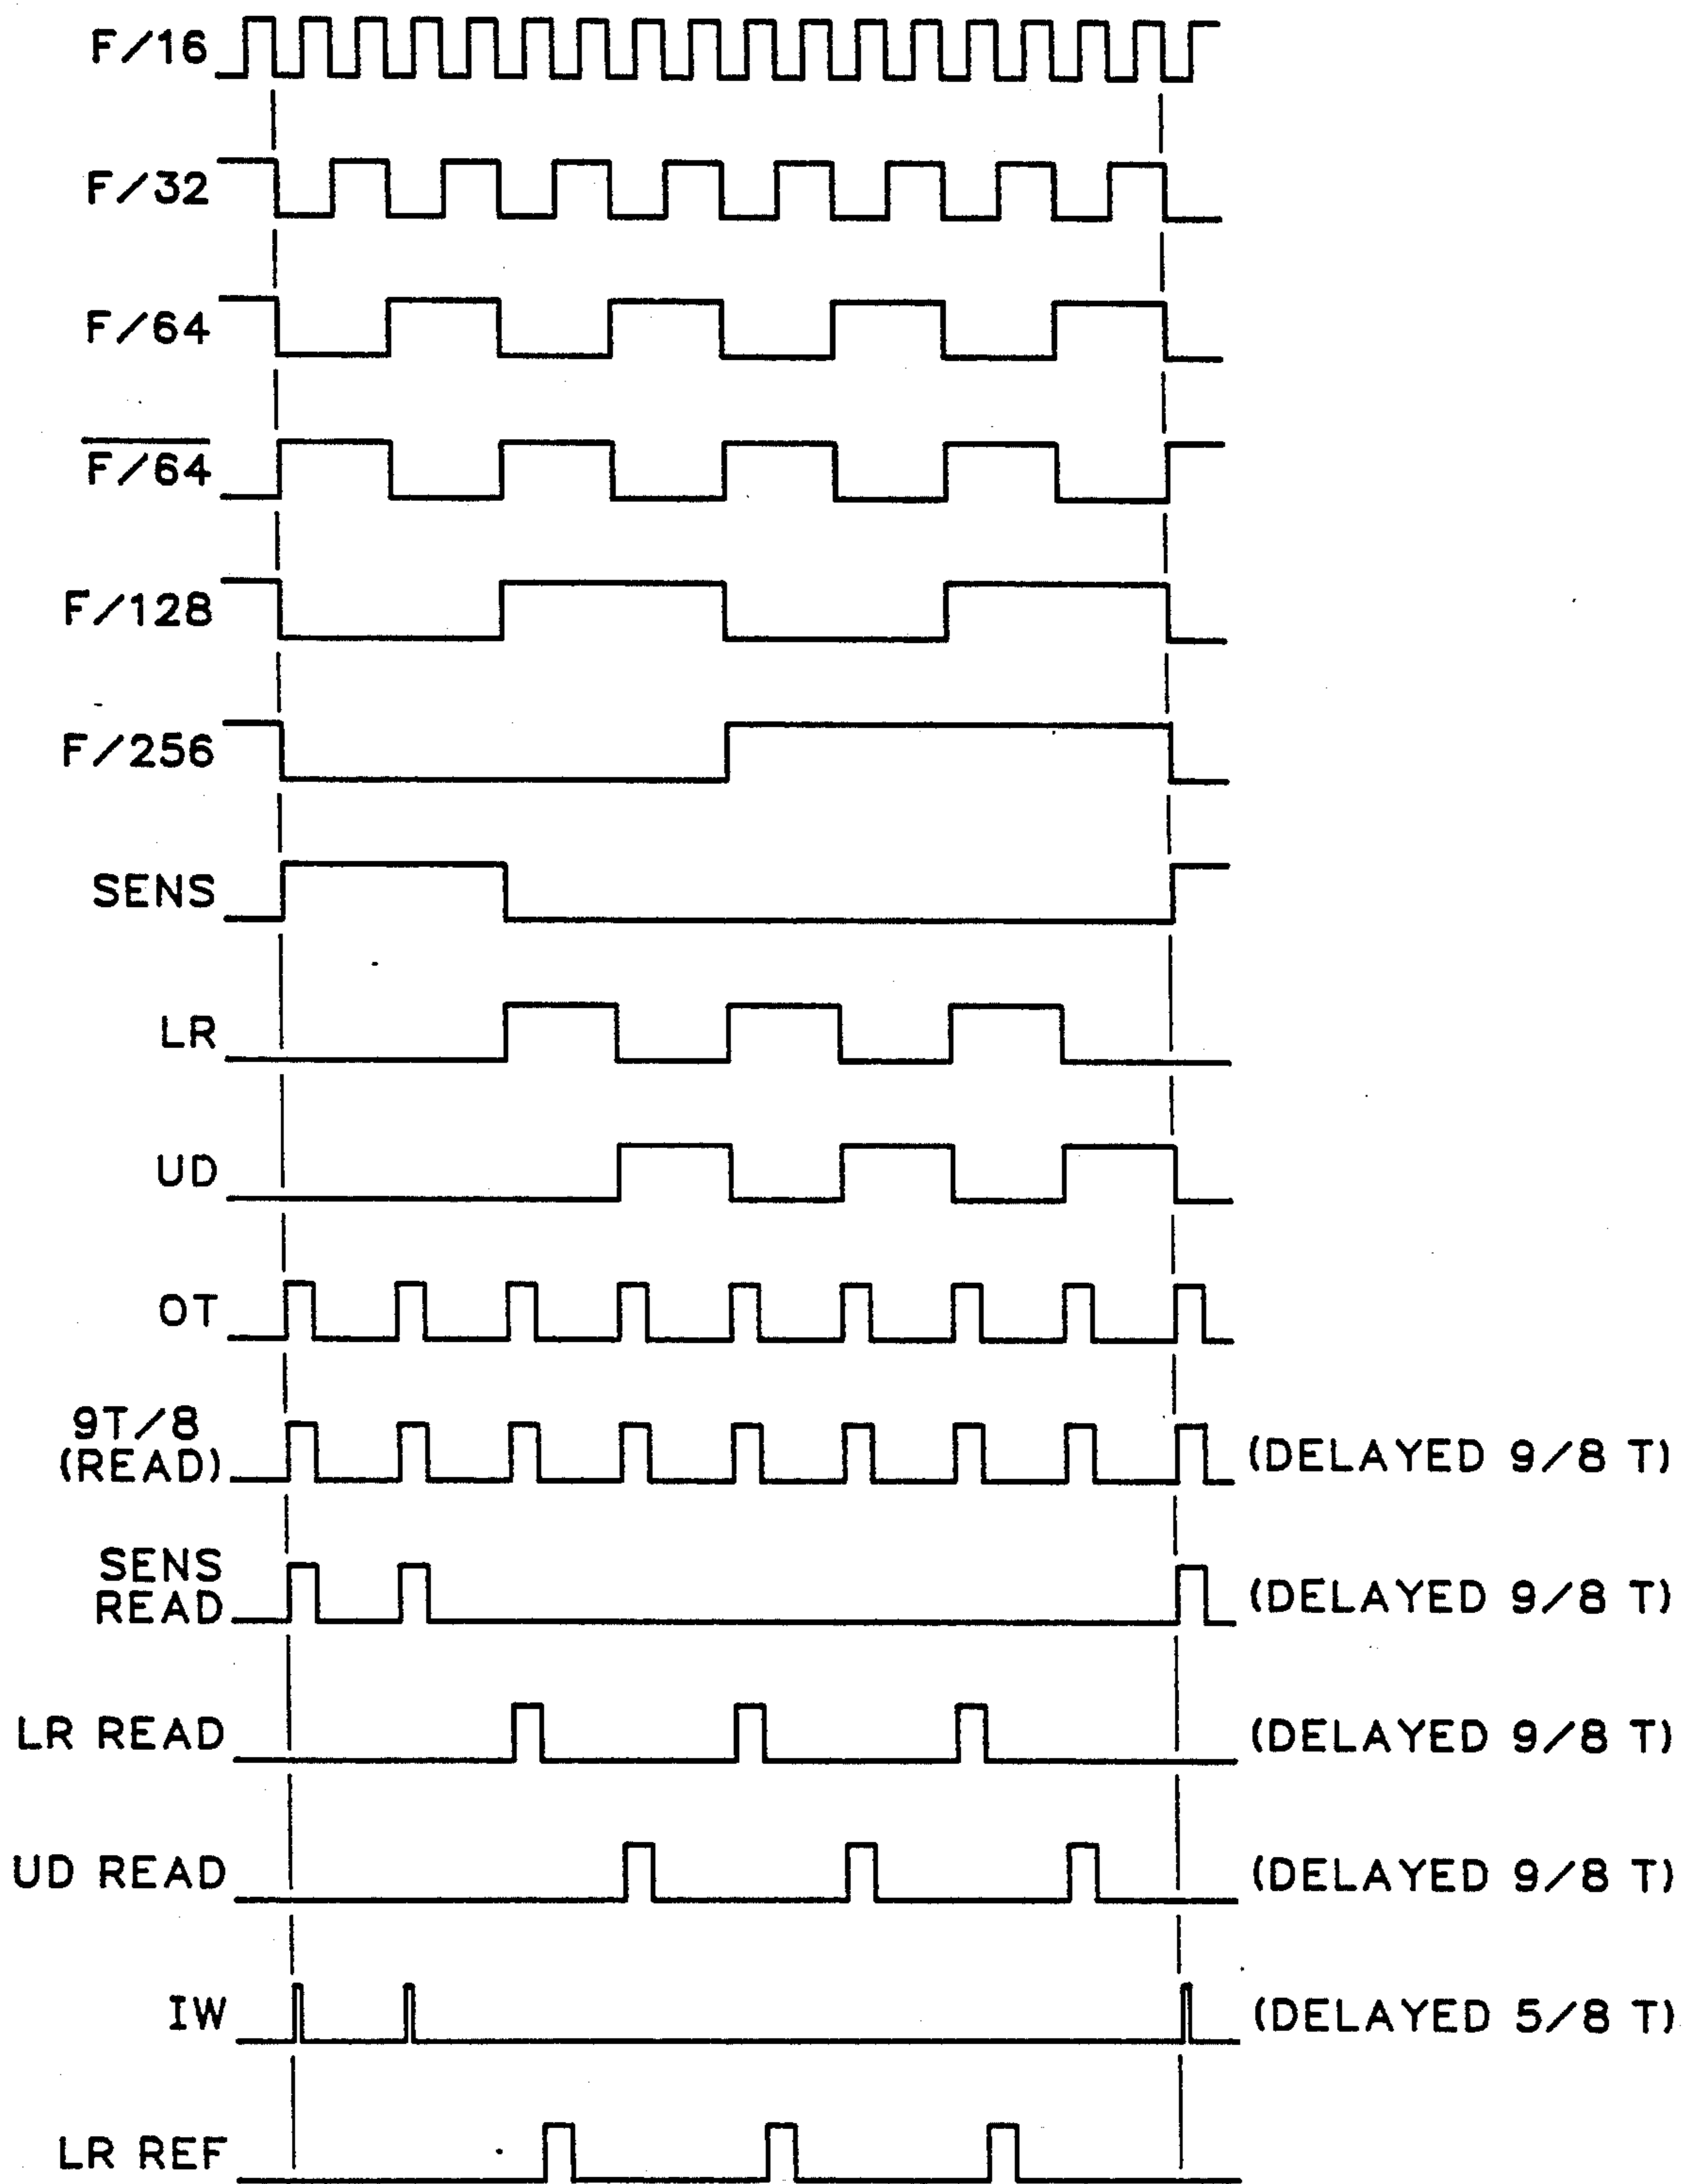 F/16
F/32
F/64
F/64
F/128
F/256
SENS
LR
UD
OT
9T/8
(READ) (DELAYED 9/8 T)
SENS
READ (DELAYED 9/8 T)
LR READ (DELAYED 9/8 T)
UD READ (DELAYED 9/8 T)
IW (DELAYED 5/8 T)
LR REF